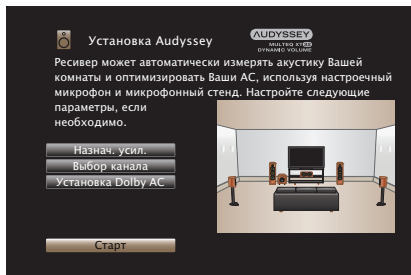 Установка Audyssey
AUDYSSEY
MULTEQ XT32
DYNAMIC VOLUME
Ресивер может автоматически измерять акустику Вашей
комнаты и оптимизировать Ваши АС, используя настроечный
микрофон и микрофонный стенд. Настройте следующие
параметры, если
необходимо.
Назнач. усил.
Выбор канала
Установка Dolby АС
Старт